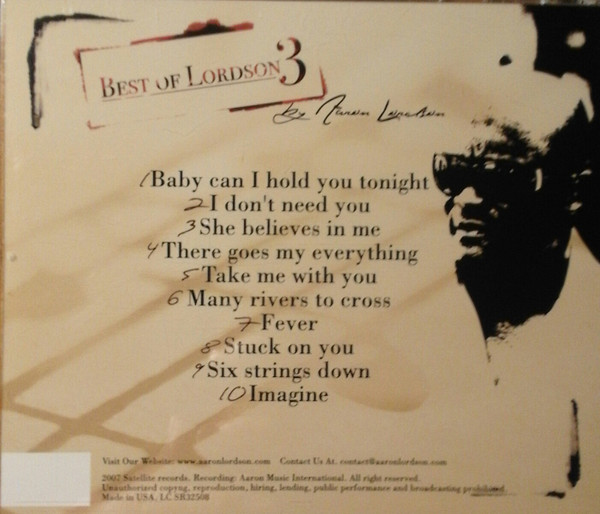 BEST OF LORDSON 3
by Aaron Lordson
1 Baby can I hold you tonight
2 I don't need you
3 She believes in me
4 There goes my everything
5 Take me with you
6 Many rivers to cross
7 Fever
8 Stuck on you
9 Six strings down
10 Imagine
Visit Our Website: www.aaronlordson.com Contact Us At. contact@aaronlordson.com
2007 Satellite records. Recording: Aaron Music International. All right reserved.
Unauthorized copyng, reproduction, hiring, lending, public performance and broadcasting prohibited.
Made in USA. LC SR32508